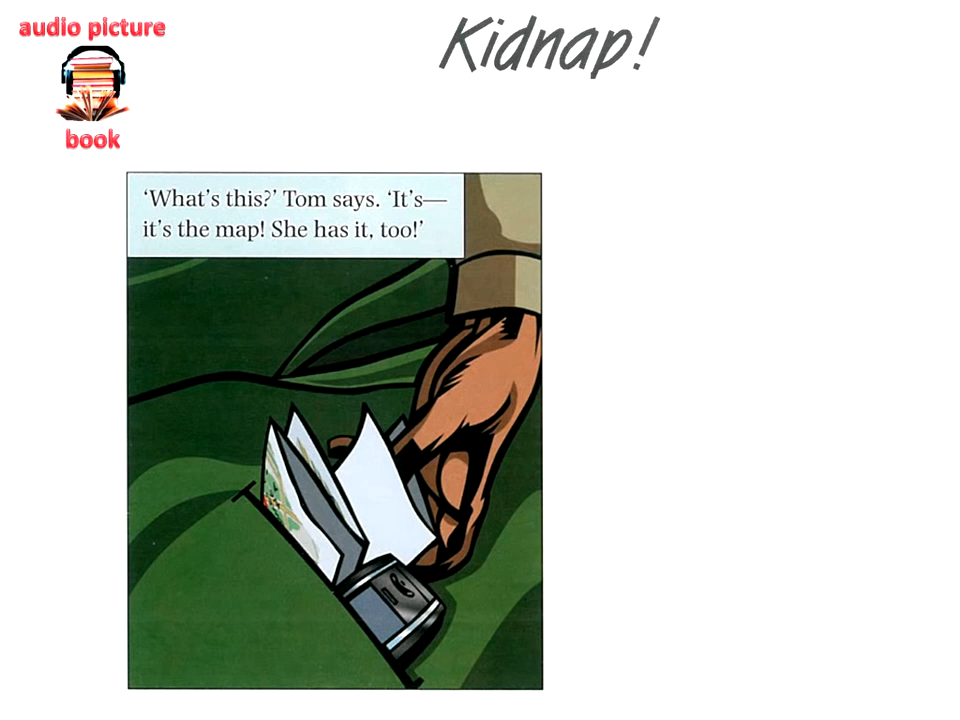 audio picture
book
Kidnap!
‘What’s this?’ Tom says. ‘It’s—
it’s the map! She has it, too!’